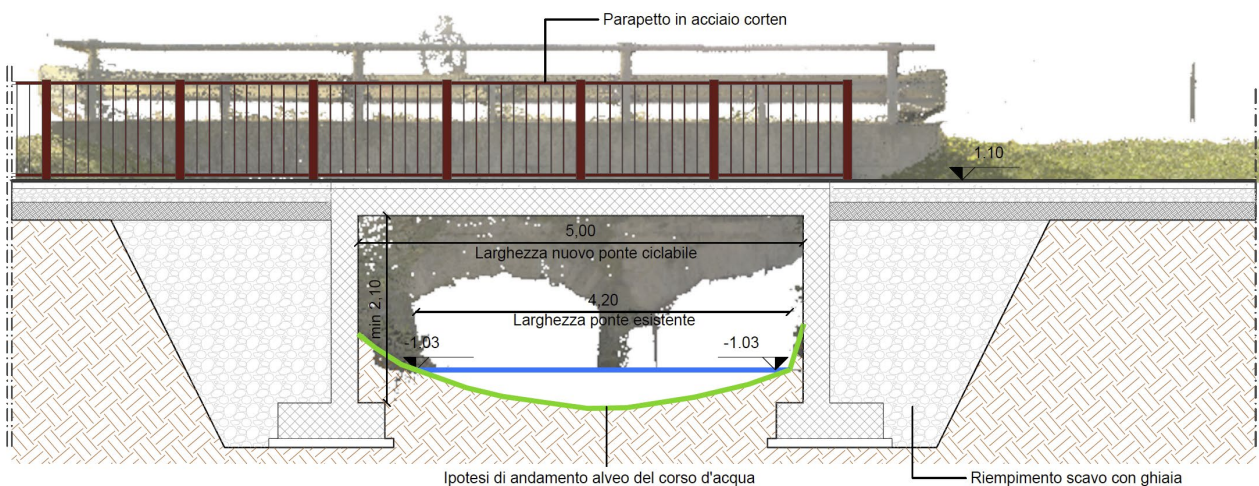 Parapetto in acciaio corten
1.10
5,00
Larghezza nuovo ponte ciclabile
min 2,10
4,20
Larghezza ponte esistente
-1.03
-1.03
Ipotesi di andamento alveo del corso d'acqua
Riempimento scavo con ghiaia